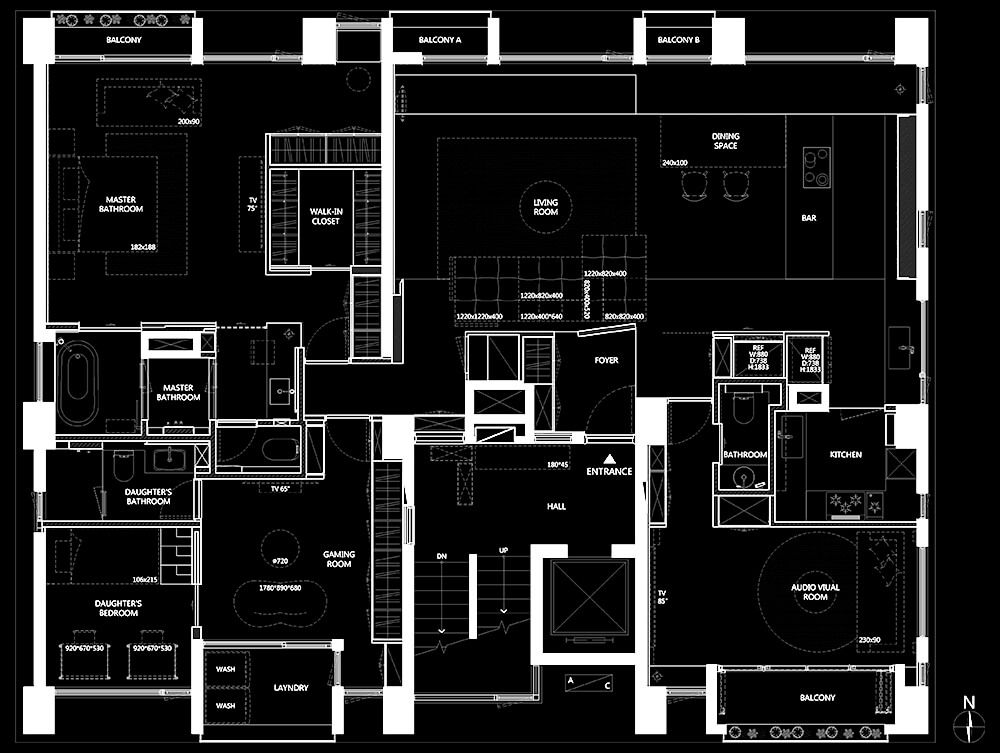 BALCONY
BALCONY A
BALCONY B
200x90
MASTER
BATHROOM
182x188
TV
75"
WALK-IN
CLOSET
LIVING
ROOM
DINING
SPACE
240x100
BAR
1220x820x400
1220x820x400
820x400x520
1220x1220x400
1220x400*640
820x820x400
FOYER
REF
W:880
D:738
H:1833
REF
W:880
D:738
H:1833
MASTER
BATHROOM
BATHROOM
KITCHEN
180*45
ENTRANCE
HALL
DAUGHTER'S
BATHROOM
TV 65"
GAMING
ROOM
ø720
1780*890*680
106x215
DAUGHTER'S
BEDROOM
920*670*530
920*670*530
DN
UP
TV
85"
AUDIO VIUAL
ROOM
230x90
WASH
WASH
LAYNDRY
A
C
BALCONY
N